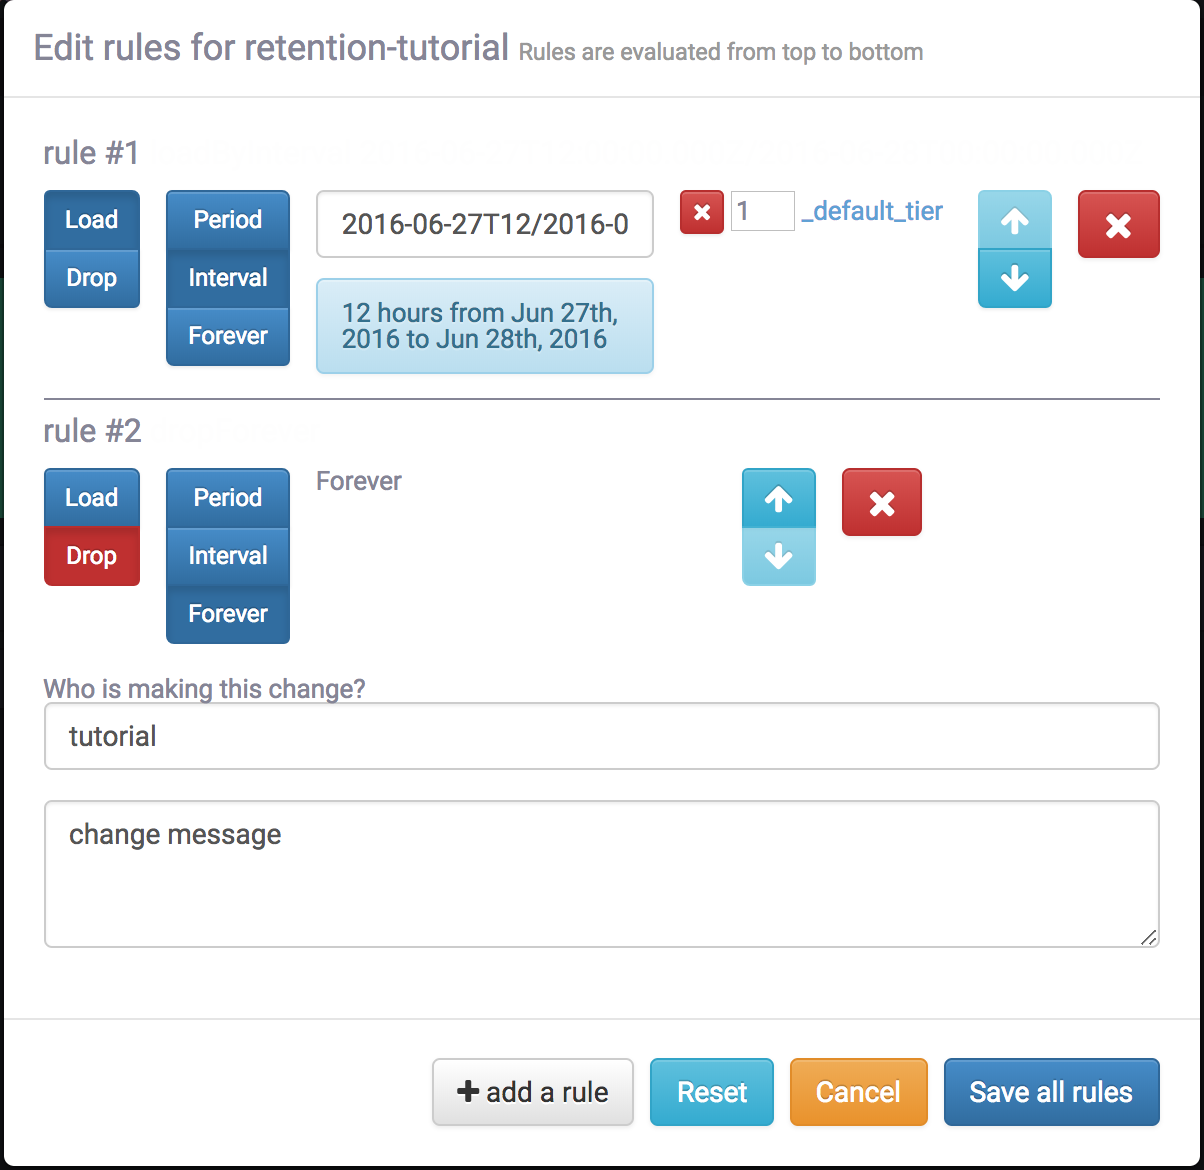 Edit rules for retention-tutorial Rules are evaluated from top to bottom
rule #1
Load
Drop
Period
Interval
Forever
2016-06-27T12/2016-0
12 hours from Jun 27th,
2016 to Jun 28th, 2016
1
_default_tier
rule #2
Load
Drop
Period
Interval
Forever
Forever
Who is making this change?
tutorial
change message
add a rule
Reset
Cancel
Save all rules